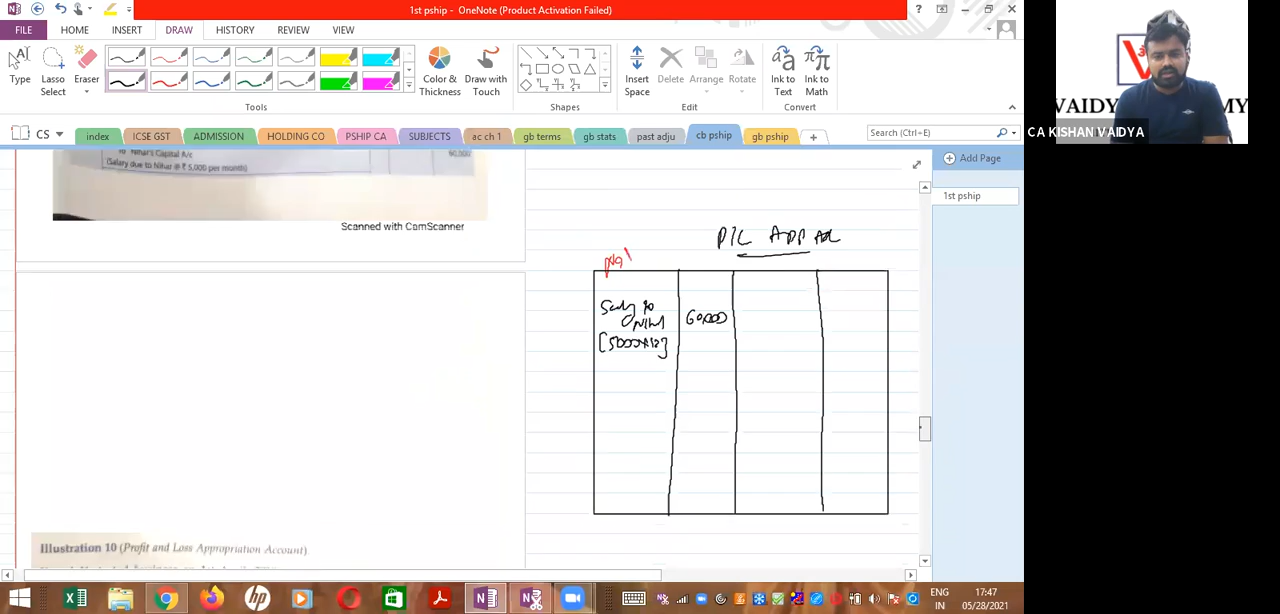 1st pship - OneNote (Product Activation Failed)
FILE HOME INSERT DRAW HISTORY REVIEW VIEW
Type
Lasso Select
Eraser
Color & Thickness
Draw with Touch
Insert Space
Delete
Arrange
Rotate
Ink to Text
Ink to Math
Tools
Shapes
Edit
Convert
CS
index
ICSE GST
ADMISSION
HOLDING CO
PSHIP CA
SUBJECTS
ac ch 1
gb terms
gb stats
past adju
cb pship
gb pship
Search (Ctrl+E)
Add Page
1st pship
CA KISHAN VAIDYA
VAIDY
MY
To Nihar's Capital A/c
(Salary due to Nihar @ ₹ 5,000 per month)
Scanned with CamScanner
P/L APP
to
60,000
[5000x12]
Illustration 10 (Profit and Loss Appropriation Account)
ENG
IN
17:47
05/28/2021